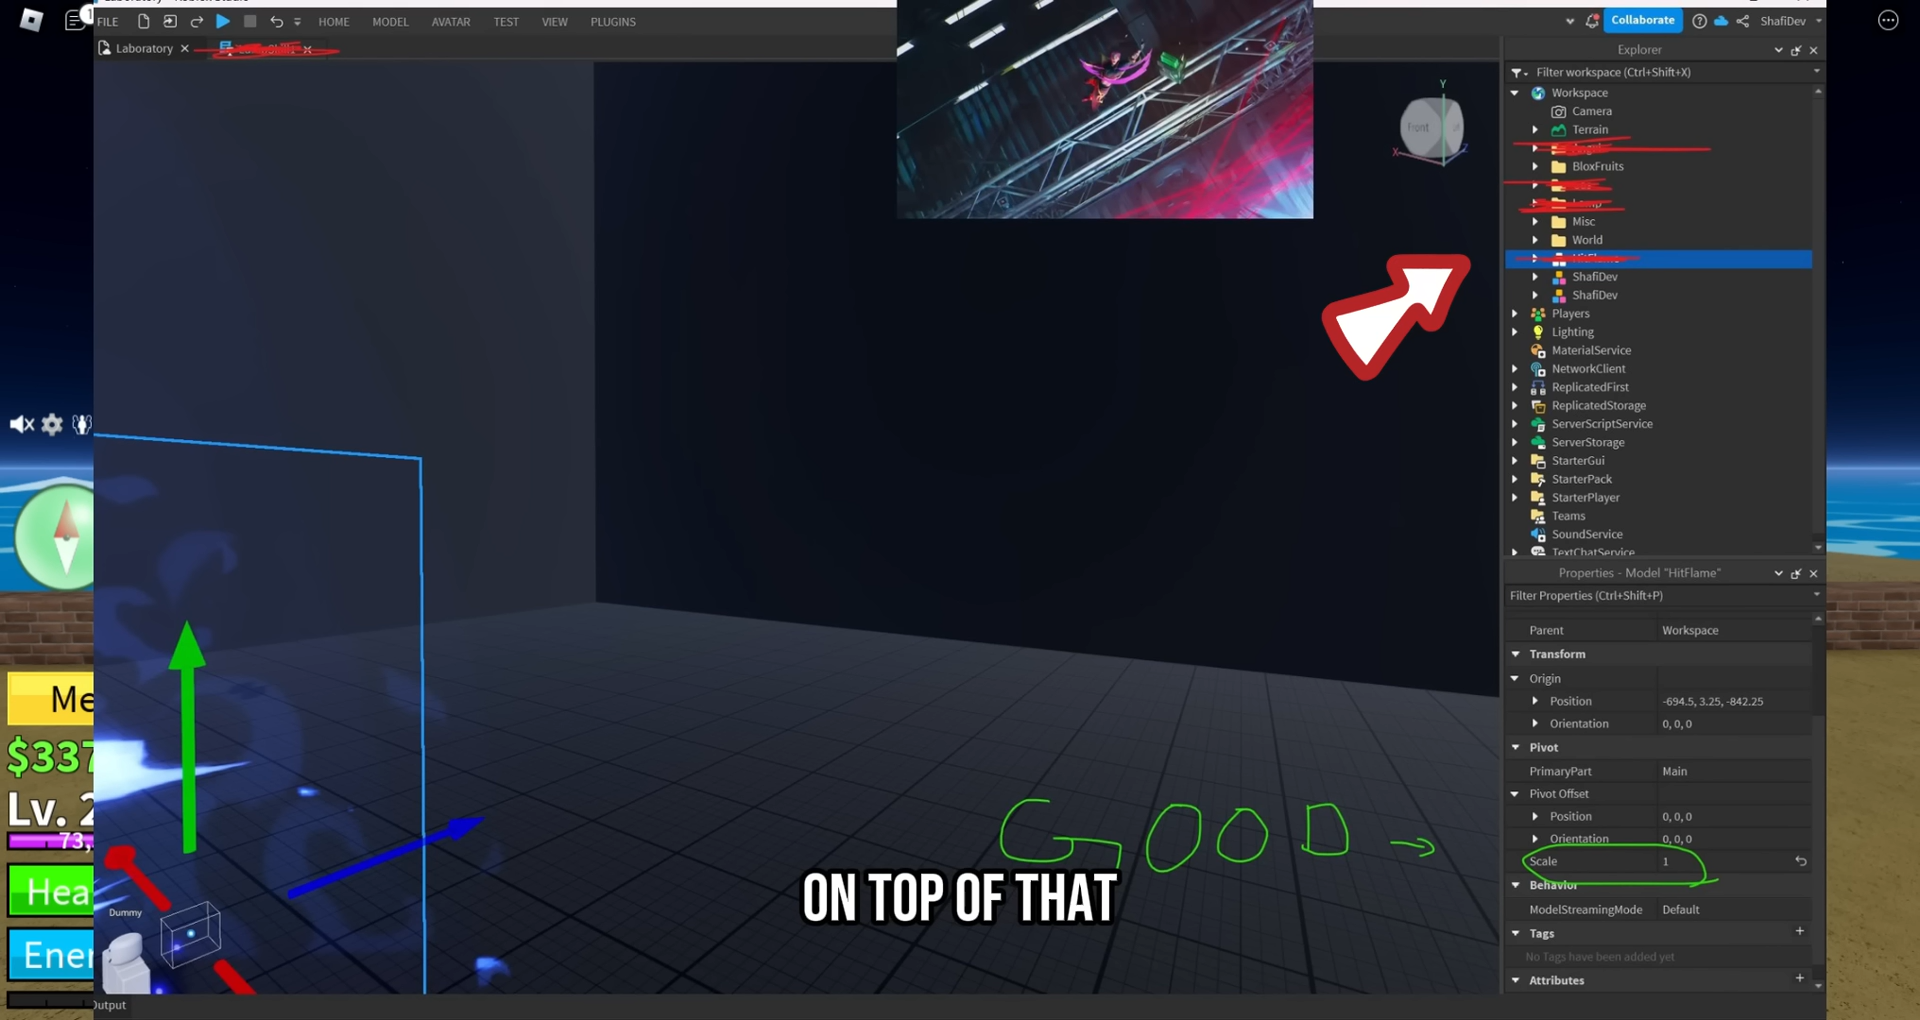 FILE HOME MODEL AVATAR TEST VIEW PLUGINS
Collaborate
ShafiDev
Laboratory
Explorer
Filter workspace (Ctrl+Shift+X)
Workspace
Camera
Terrain
BloxFruits
Misc
World
ShafiDev
ShafiDev
Players
Lighting
MaterialService
NetworkClient
ReplicatedFirst
ReplicatedStorage
ServerScriptService
ServerStorage
StarterGui
StarterPack
StarterPlayer
Teams
SoundService
TextChatService
Front
Y
X
Z
Properties - Model "HitFlame"
Filter Properties (Ctrl+Shift+P)
Parent Workspace
Transform
Origin
Position -694.5, 3.25, -842.25
Orientation 0, 0, 0
Pivot
PrimaryPart Main
Pivot Offset
Position 0, 0, 0
Orientation 0, 0, 0
Scale 1
Behavior
ModelStreamingMode Default
Tags
No Tags have been added yet
Attributes
GOOD →
ON TOP OF THAT
Me
$337
Lv. 2
73,
Hea
Ener
Dummy
Output